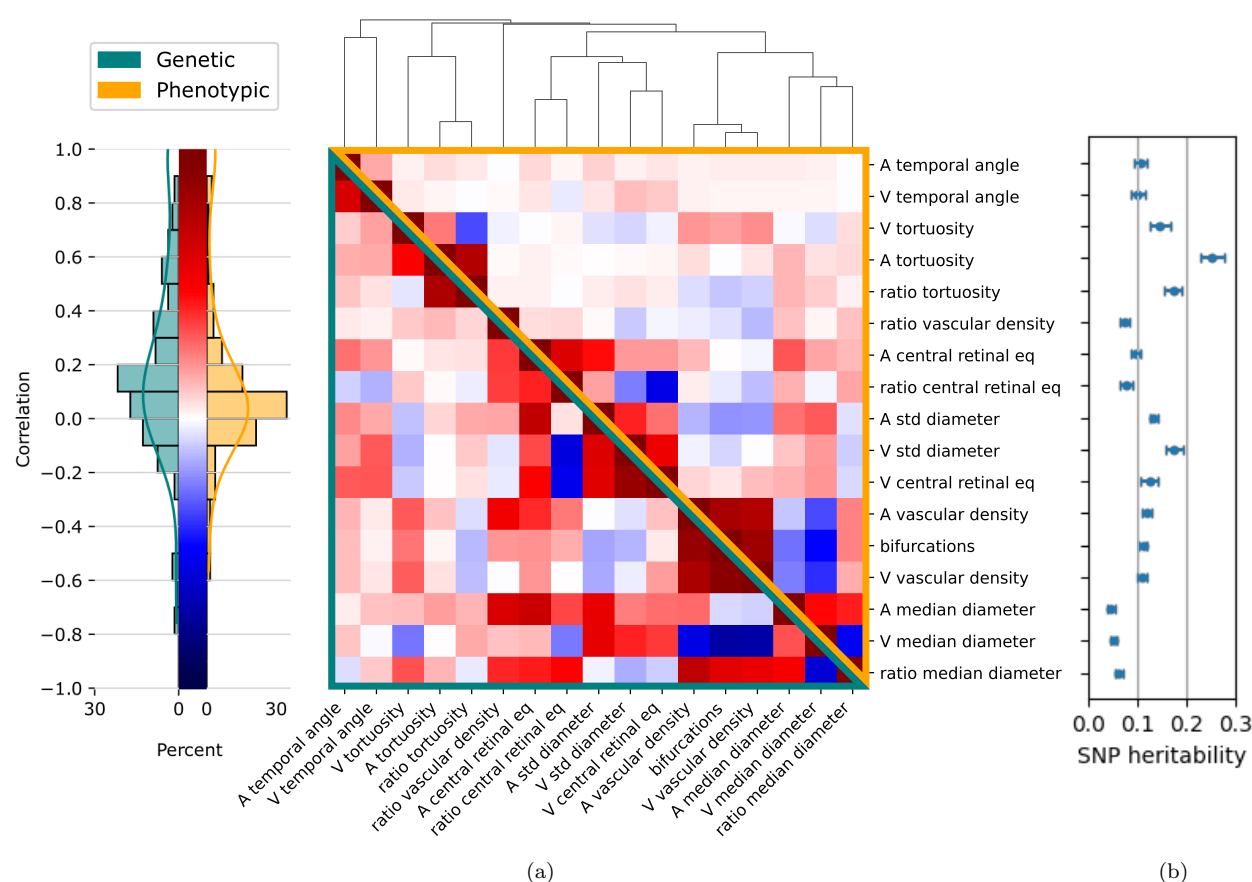 Genetic
Phenotypic
1.0
0.8
0.6
0.4
0.2
0.0
−0.2
−0.4
−0.6
−0.8
−1.0
Correlation
30
0
0
30
Percent
A temporal angle
V temporal angle
V tortuosity
A tortuosity
ratio tortuosity
ratio vascular density
A central retinal eq
ratio central retinal eq
A std diameter
V std diameter
V central retinal eq
A vascular density
bifurcations
V vascular density
A median diameter
V median diameter
ratio median diameter
A temporal angle
V temporal angle
V tortuosity
A tortuosity
ratio tortuosity
ratio vascular density
A central retinal eq
ratio central retinal eq
A std diameter
V std diameter
V central retinal eq
A vascular density
bifurcations
V vascular density
A median diameter
V median diameter
ratio median diameter
0.0
0.1
0.2
0.3
SNP heritability
(a)
(b)